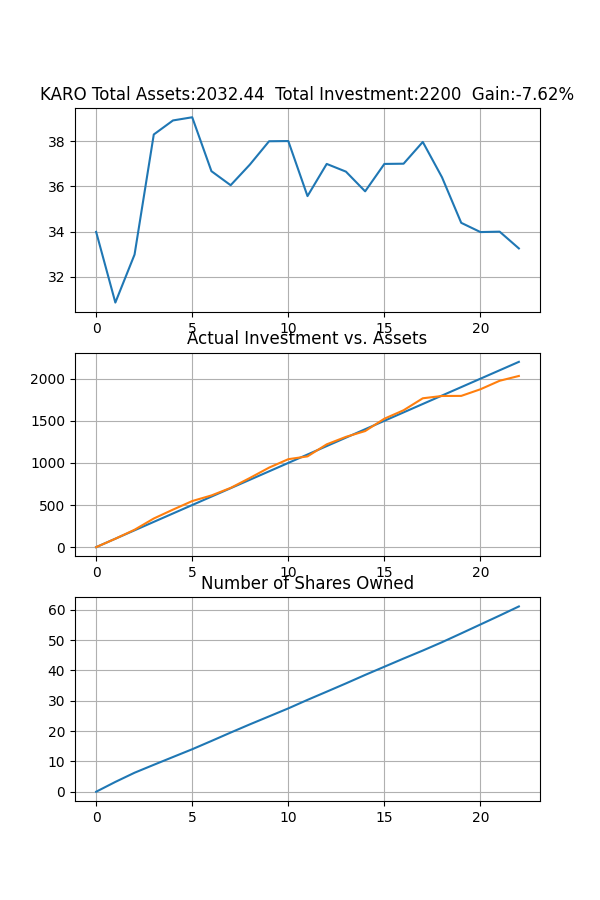 KARO Total Assets:2032.44  Total Investment:2200  Gain:-7.62%
38
36
34
32
0 5 10 15 20
Actual Investment vs. Assets
2000
1500
1000
500
0
0 5 10 15 20
Number of Shares Owned
60
50
40
30
20
10
0
0 5 10 15 20